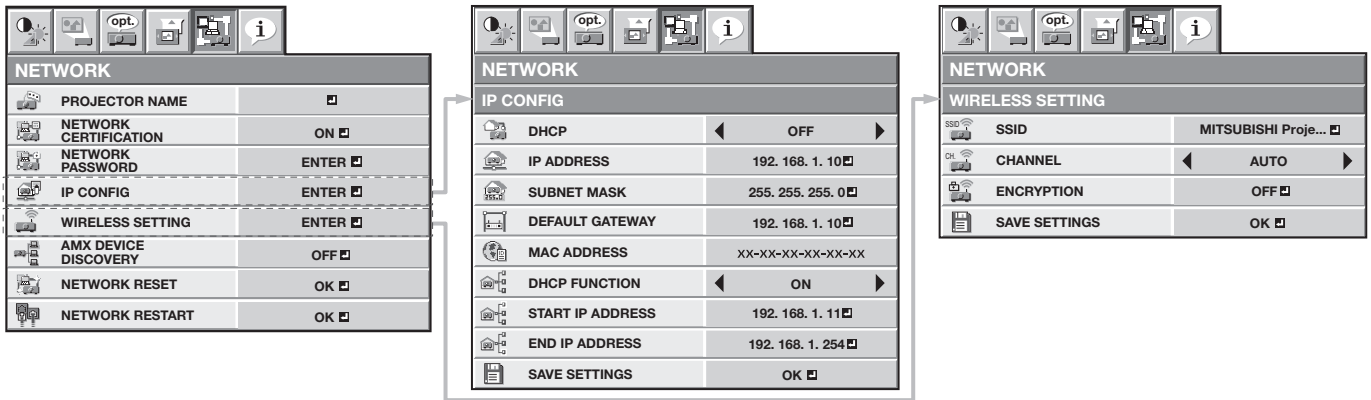 opt.
i
NETWORK
PROJECTOR NAME
NETWORK CERTIFICATION ON
NETWORK PASSWORD ENTER
IP CONFIG ENTER
WIRELESS SETTING ENTER
AMX DEVICE DISCOVERY OFF
NETWORK RESET OK
NETWORK RESTART OK
opt.
i
NETWORK
IP CONFIG
DHCP OFF
IP ADDRESS 192. 168. 1. 10
255.0 SUBNET MASK 255. 255. 255. 0
DEFAULT GATEWAY 192. 168. 1. 10
MAC ADDRESS xx-xx-xx-xx-xx-xx
DHCP FUNCTION ON
START IP ADDRESS 192. 168. 1. 11
END IP ADDRESS 192. 168. 1. 254
SAVE SETTINGS OK
opt.
i
NETWORK
WIRELESS SETTING
SSID SSID MITSUBISHI Proje...
CH. CHANNEL AUTO
ENCRYPTION OFF
SAVE SETTINGS OK